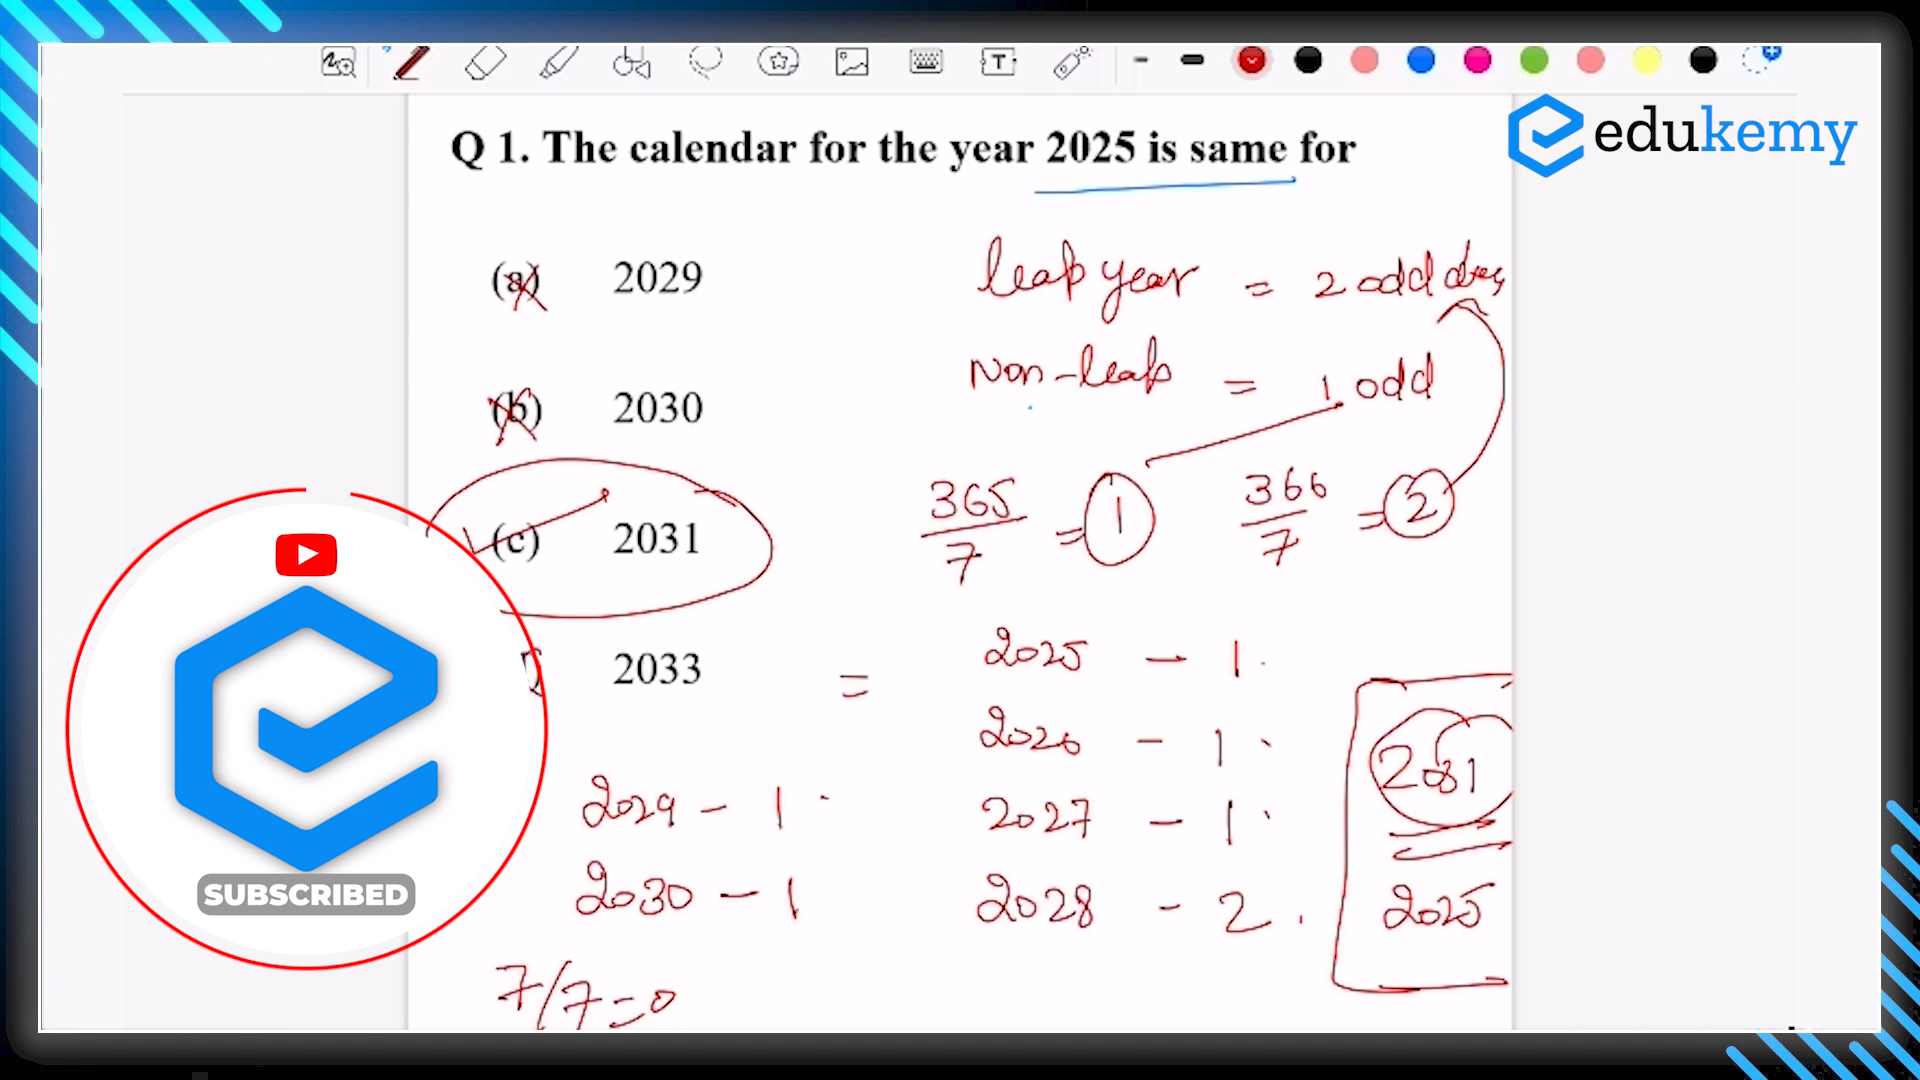 edukemy
Q 1. The calendar for the year 2025 is same for
(a) 2029
(b) 2030
(c) 2031
2033
leap year = 2 odd days
Non-leap = 1 odd
365/7 = 1
366/7 = 2
=
2025 - 1
2026 - 1
2027 - 1
2028 - 2
2029 - 1
2030 - 1
7/7=0
2031
2025
SUBSCRIBED